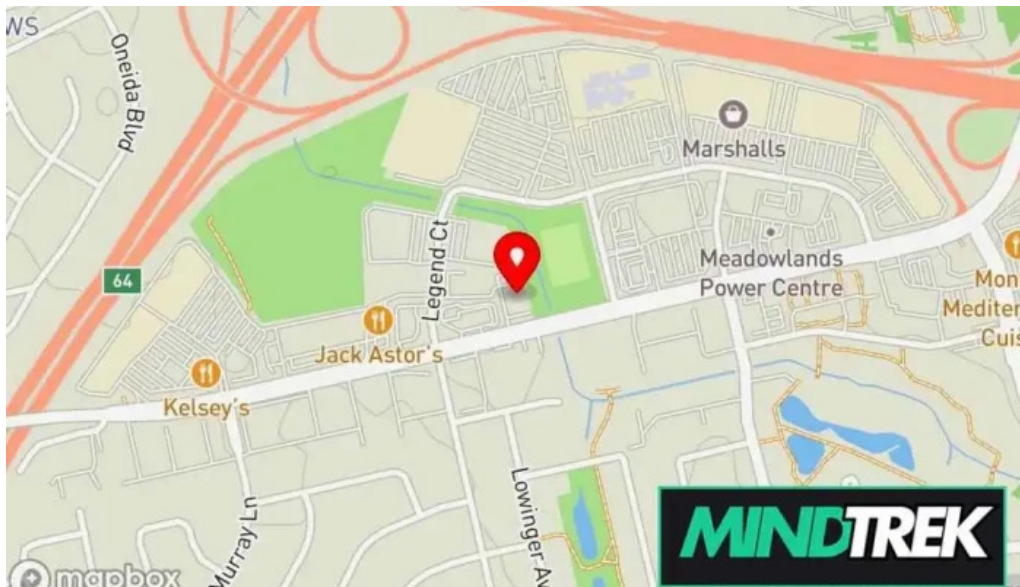 WS
Oneida Blvd
Marshalls
Legend Ct
Meadowlands
Power Centre
64
Mon
Mediter
Cuis
Jack Astor's
Kelsey's
Lowinger Av
Murray Ln
MINDTREK
mapbox